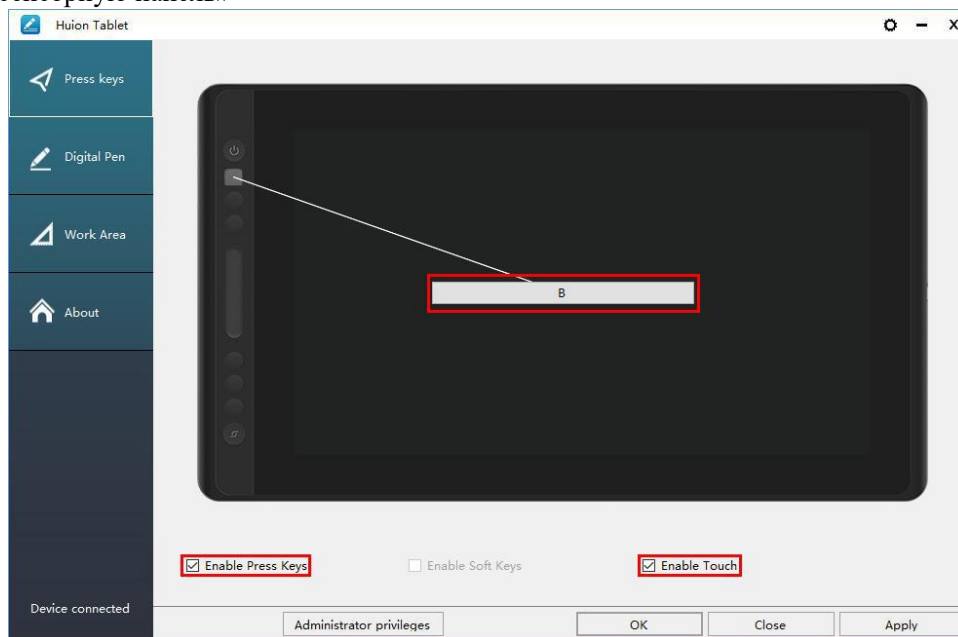 Huion Tablet
X
Press keys
Digital Pen
Work Area
About
B
Enable Press Keys
Enable Soft Keys
Enable Touch
Device connected
Administrator privileges
OK
Close
Apply